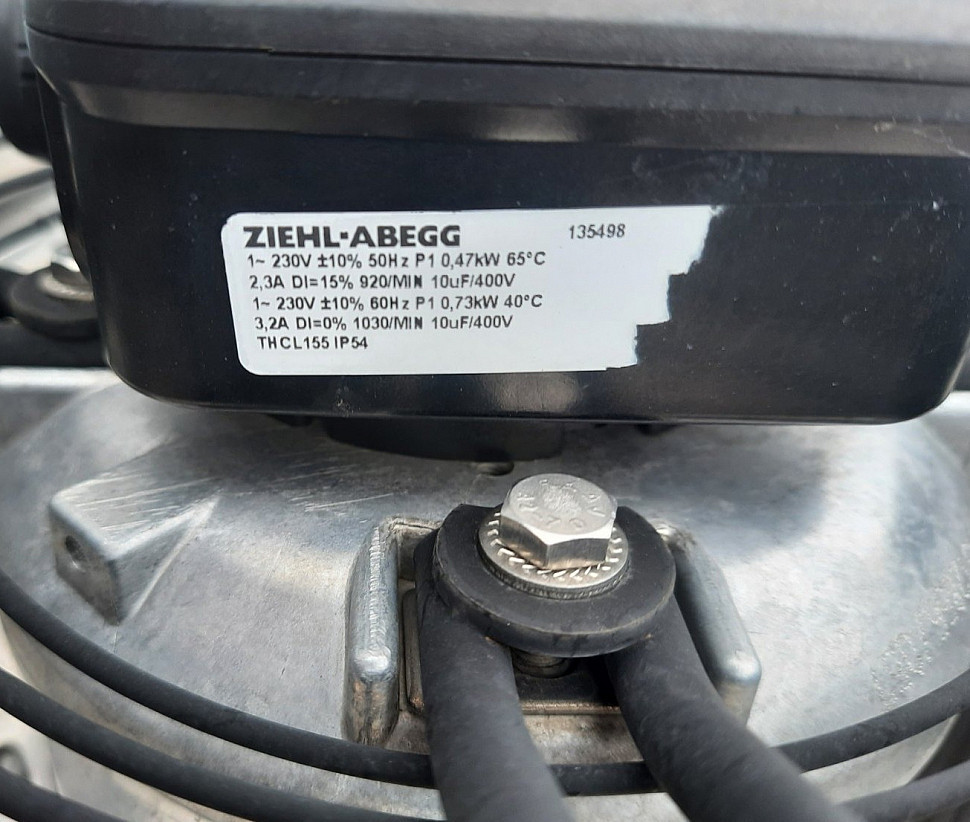 ZIEHL-ABEGG 135498
1~ 230V ±10% 50Hz P1 0,47kW 65°C
2,3A DI=15% 920/MIN 10uF/400V
1~ 230V ±10% 60Hz P1 0,73kW 40°C
3,2A DI=0% 1030/MIN 10uF/400V
THCL155 IP54